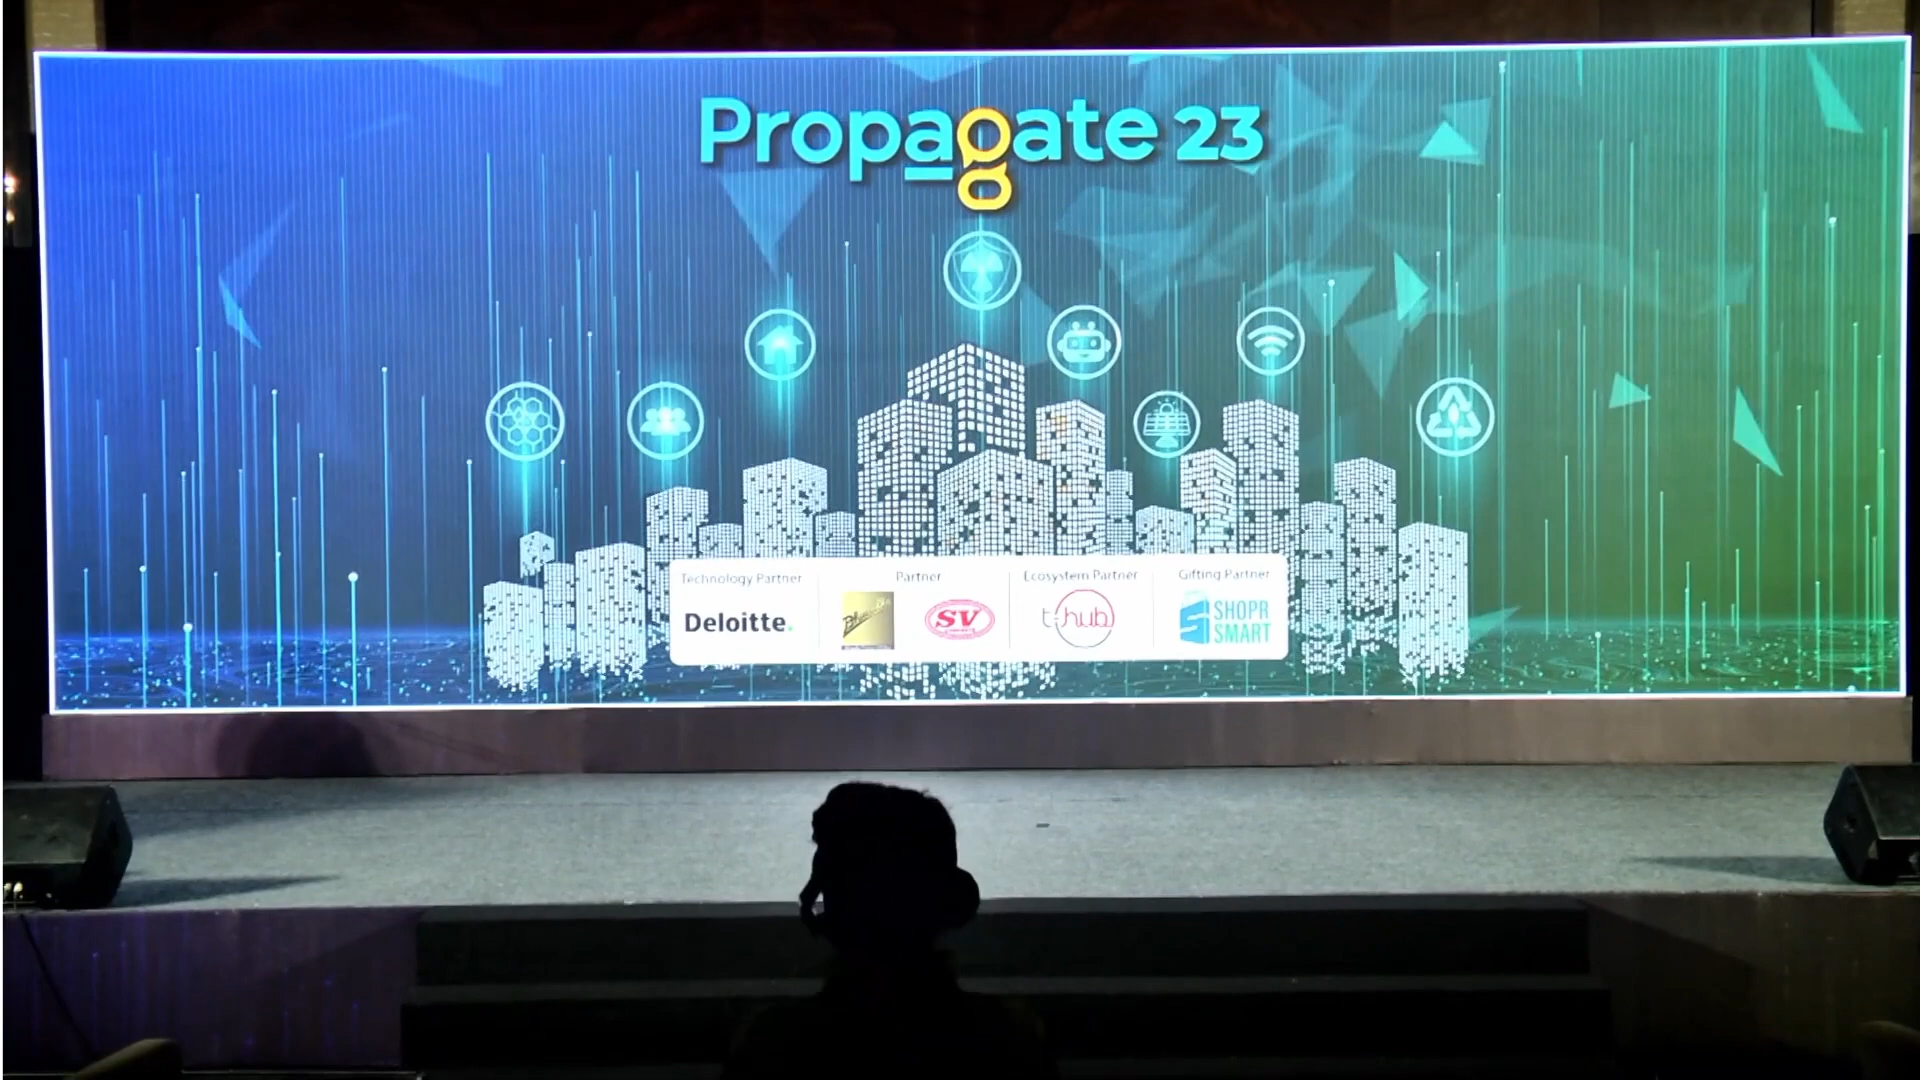 Propagate 23
Technology Partner
Partner
Ecosystem Partner
Gifting Partner
Deloitte.
SV
t-hub
SHOPR
SMART